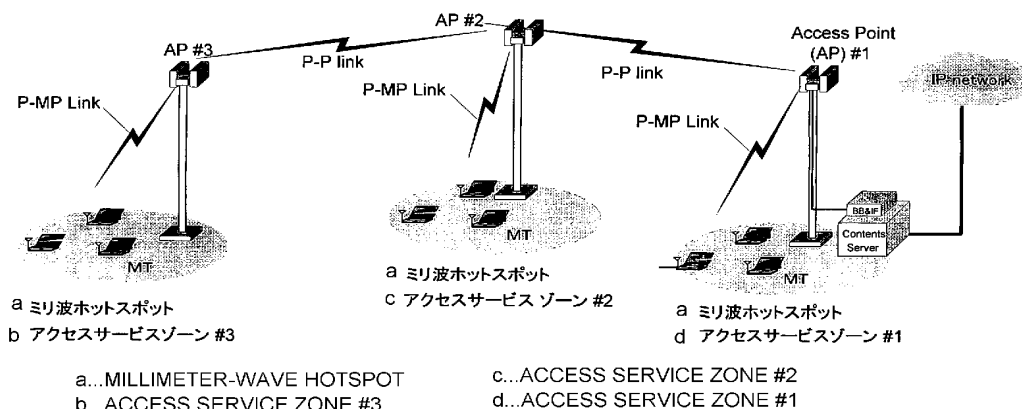 AP #2
AP #3
Access Point
(AP) #1
P-P link
P-P link
P-MP Link
P-MP Link
P-MP Link
IP-network
BB&IF
Contents
Server
MT
MT
MT
a ミリ波ホットスポット
b アクセスサービスゾーン #3
a ミリ波ホットスポット
c アクセスサービス ゾーン #2
a ミリ波ホットスポット
d アクセスサービスゾーン #1
a...MILLIMETER-WAVE HOTSPOT
b...ACCESS SERVICE ZONE #3
c...ACCESS SERVICE ZONE #2
d...ACCESS SERVICE ZONE #1